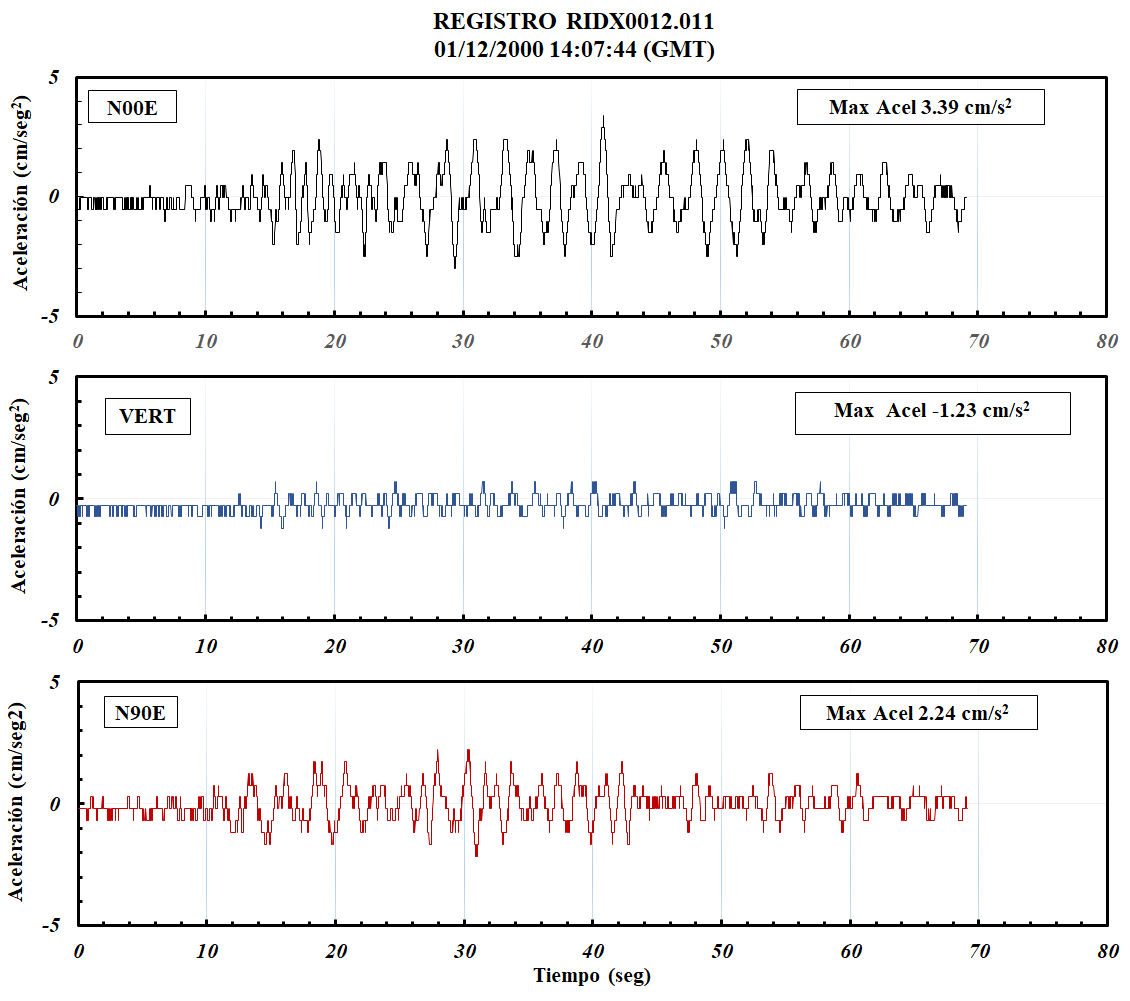 REGISTRO RIDX0012.011
01/12/2000 14:07:44 (GMT)
Aceleración (cm/seg²)
5
0
-5
N00E
Max Acel 3.39 cm/s²
0 10 20 30 40 50 60 70 80
Aceleración (cm/seg²)
5
0
-5
VERT
Max Acel -1.23 cm/s²
0 10 20 30 40 50 60 70 80
Aceleración (cm/seg2)
5
0
-5
N90E
Max Acel 2.24 cm/s²
0 10 20 30 40 50 60 70 80
Tiempo (seg)